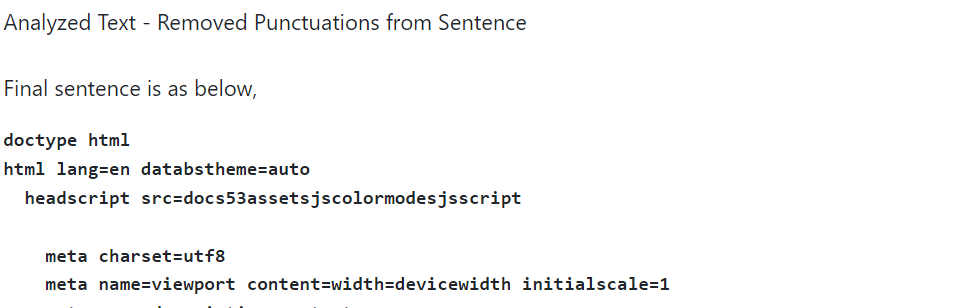 Analyzed Text - Removed Punctuations from Sentence
Final sentence is as below,
doctype html
html lang=en databstheme=auto
headscript src=docs53assetsjscolormodesjsscript
meta charset=utf8
meta name=viewport content=width=devicewidth initialscale=1